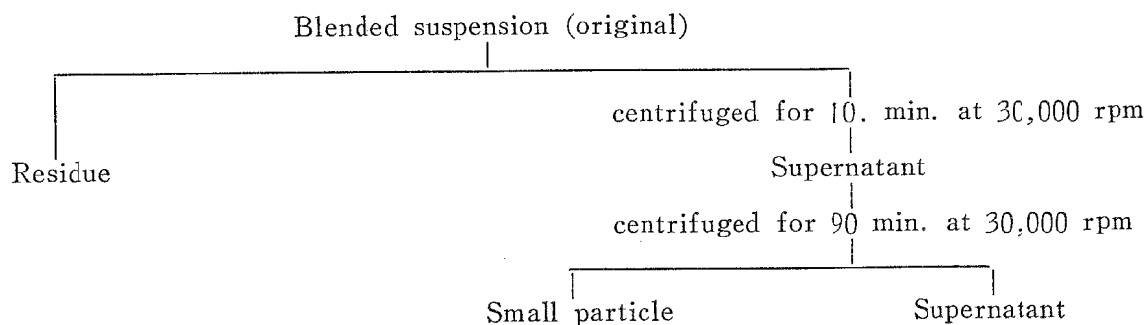 Blended suspension (original)
centrifuged for 10. min. at 30,000 rpm
Residue
Supernatant
centrifuged for 90 min. at 30,000 rpm
Small particle
Supernatant